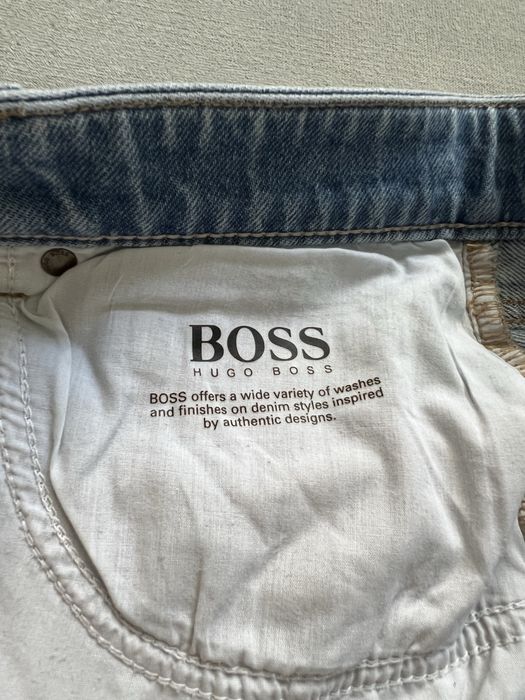 BOSS
HUGO BOSS
BOSS offers a wide variety of washes
and finishes on denim styles inspired
by authentic designs.